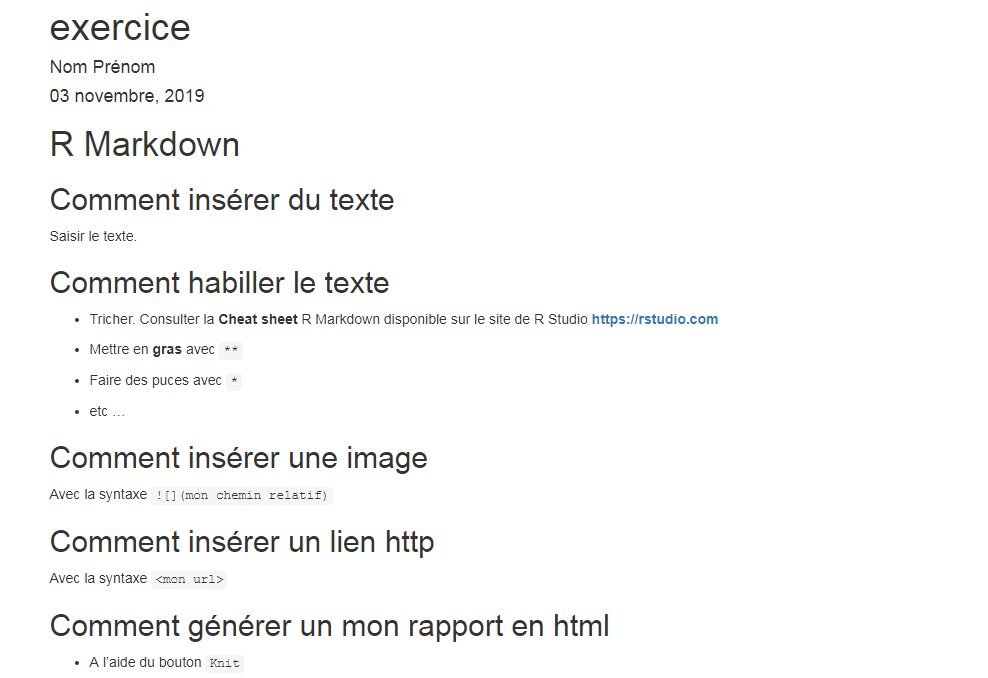 exercice
Nom Prénom
03 novembre, 2019
R Markdown
Comment insérer du texte
Saisir le texte.
Comment habiller le texte
• Tricher. Consulter la Cheat sheet R Markdown disponible sur le site de R Studio https://rstudio.com
• Mettre en gras avec **
• Faire des puces avec *
• etc …
Comment insérer une image
Avec la syntaxe ![](mon chemin relatif)
Comment insérer un lien http
Avec la syntaxe <mon url>
Comment générer un mon rapport en html
• A l’aide du bouton Knit